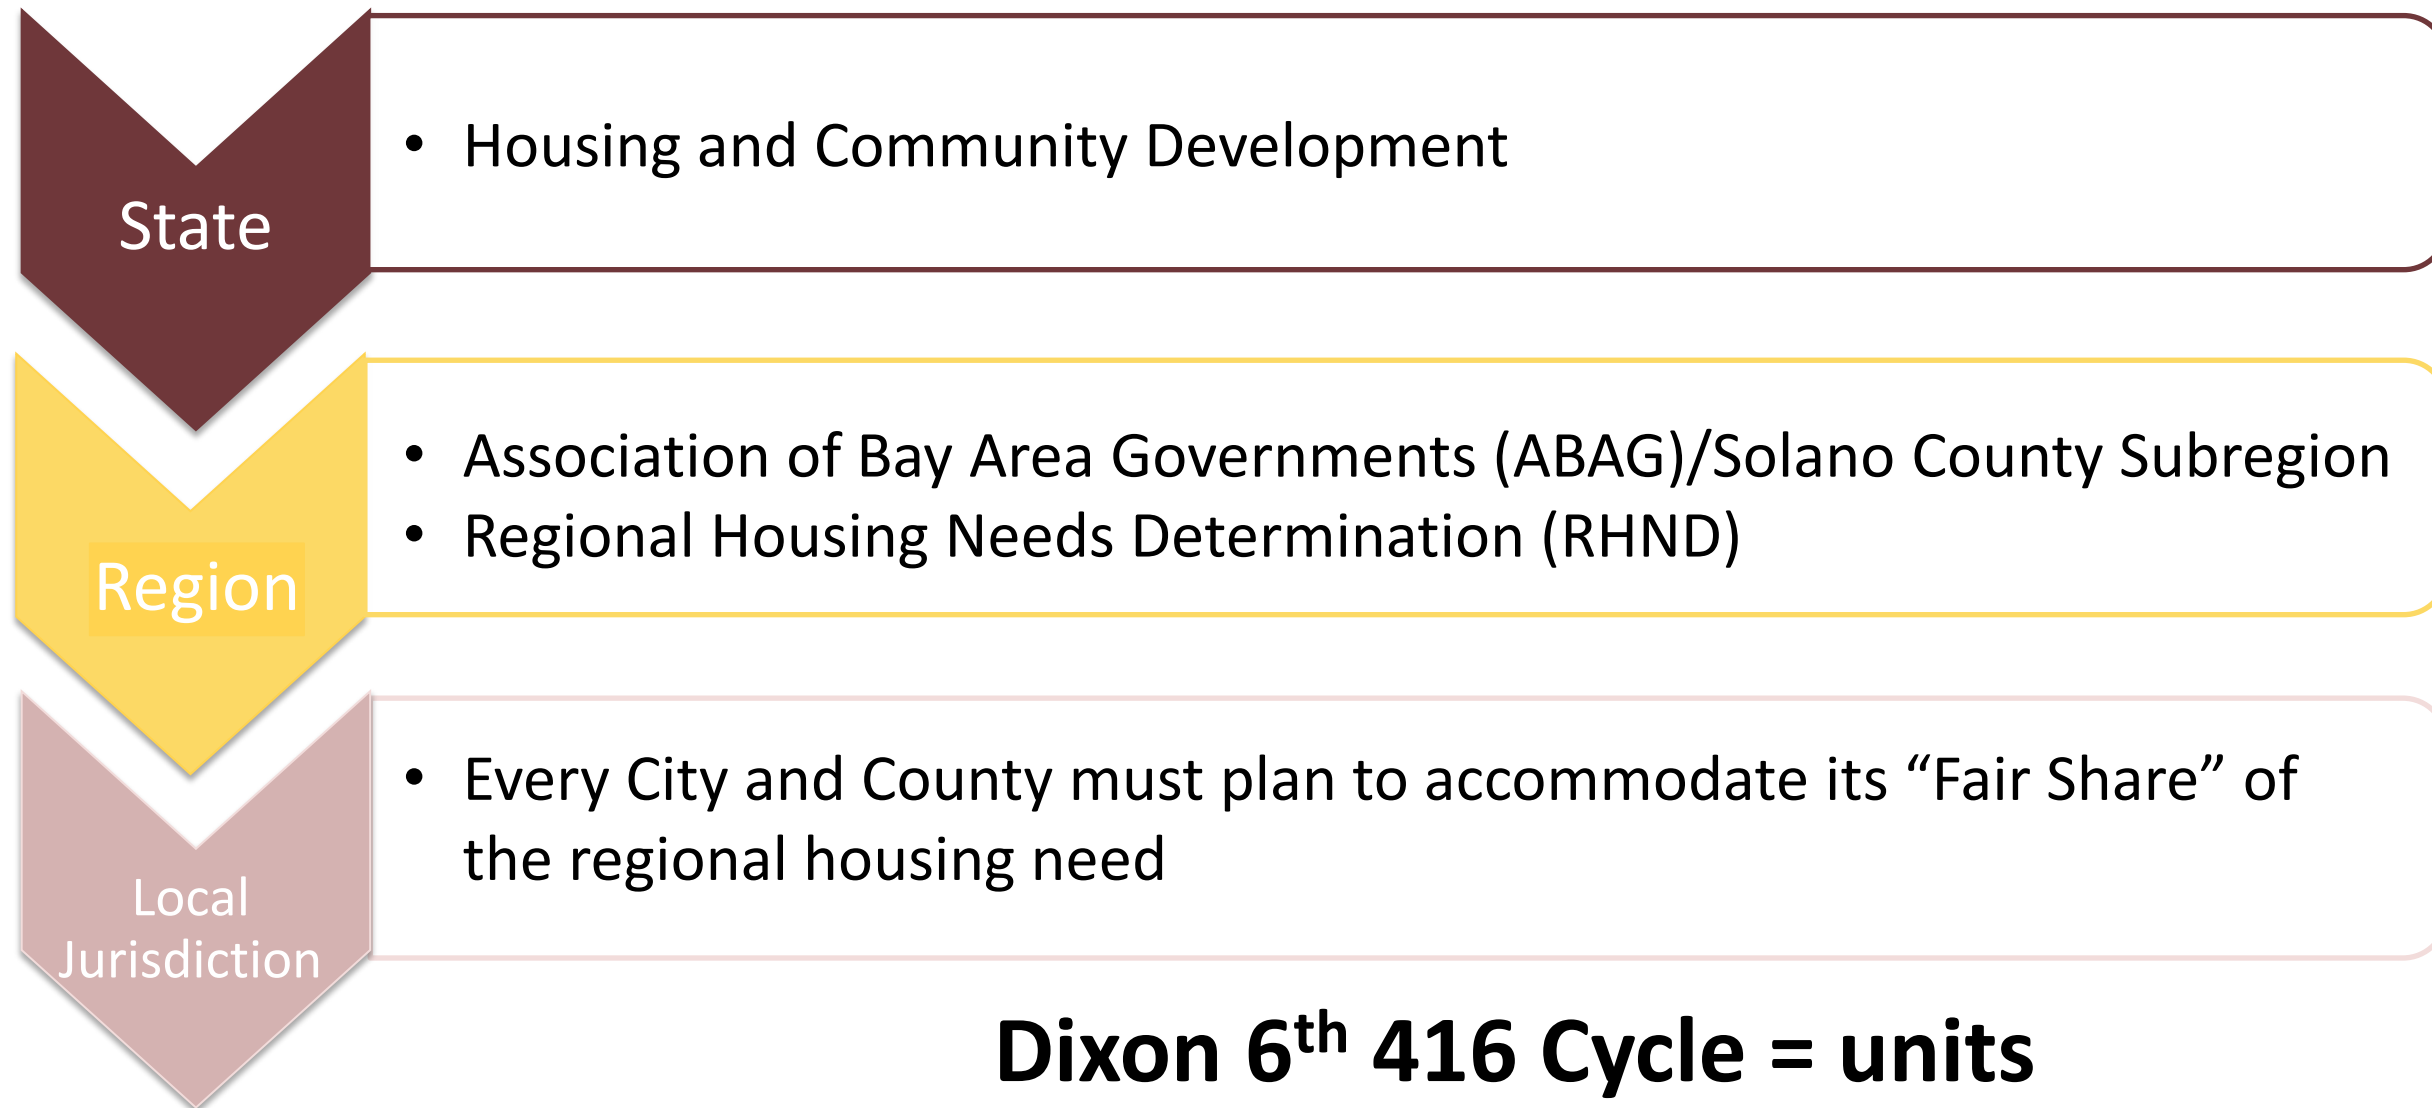 State
• Housing and Community Development
Region
• Association of Bay Area Governments (ABAG)/Solano County Subregion
• Regional Housing Needs Determination (RHND)
Local
Jurisdiction
• Every City and County must plan to accommodate its “Fair Share” of
the regional housing need
Dixon 6th 416 Cycle = units